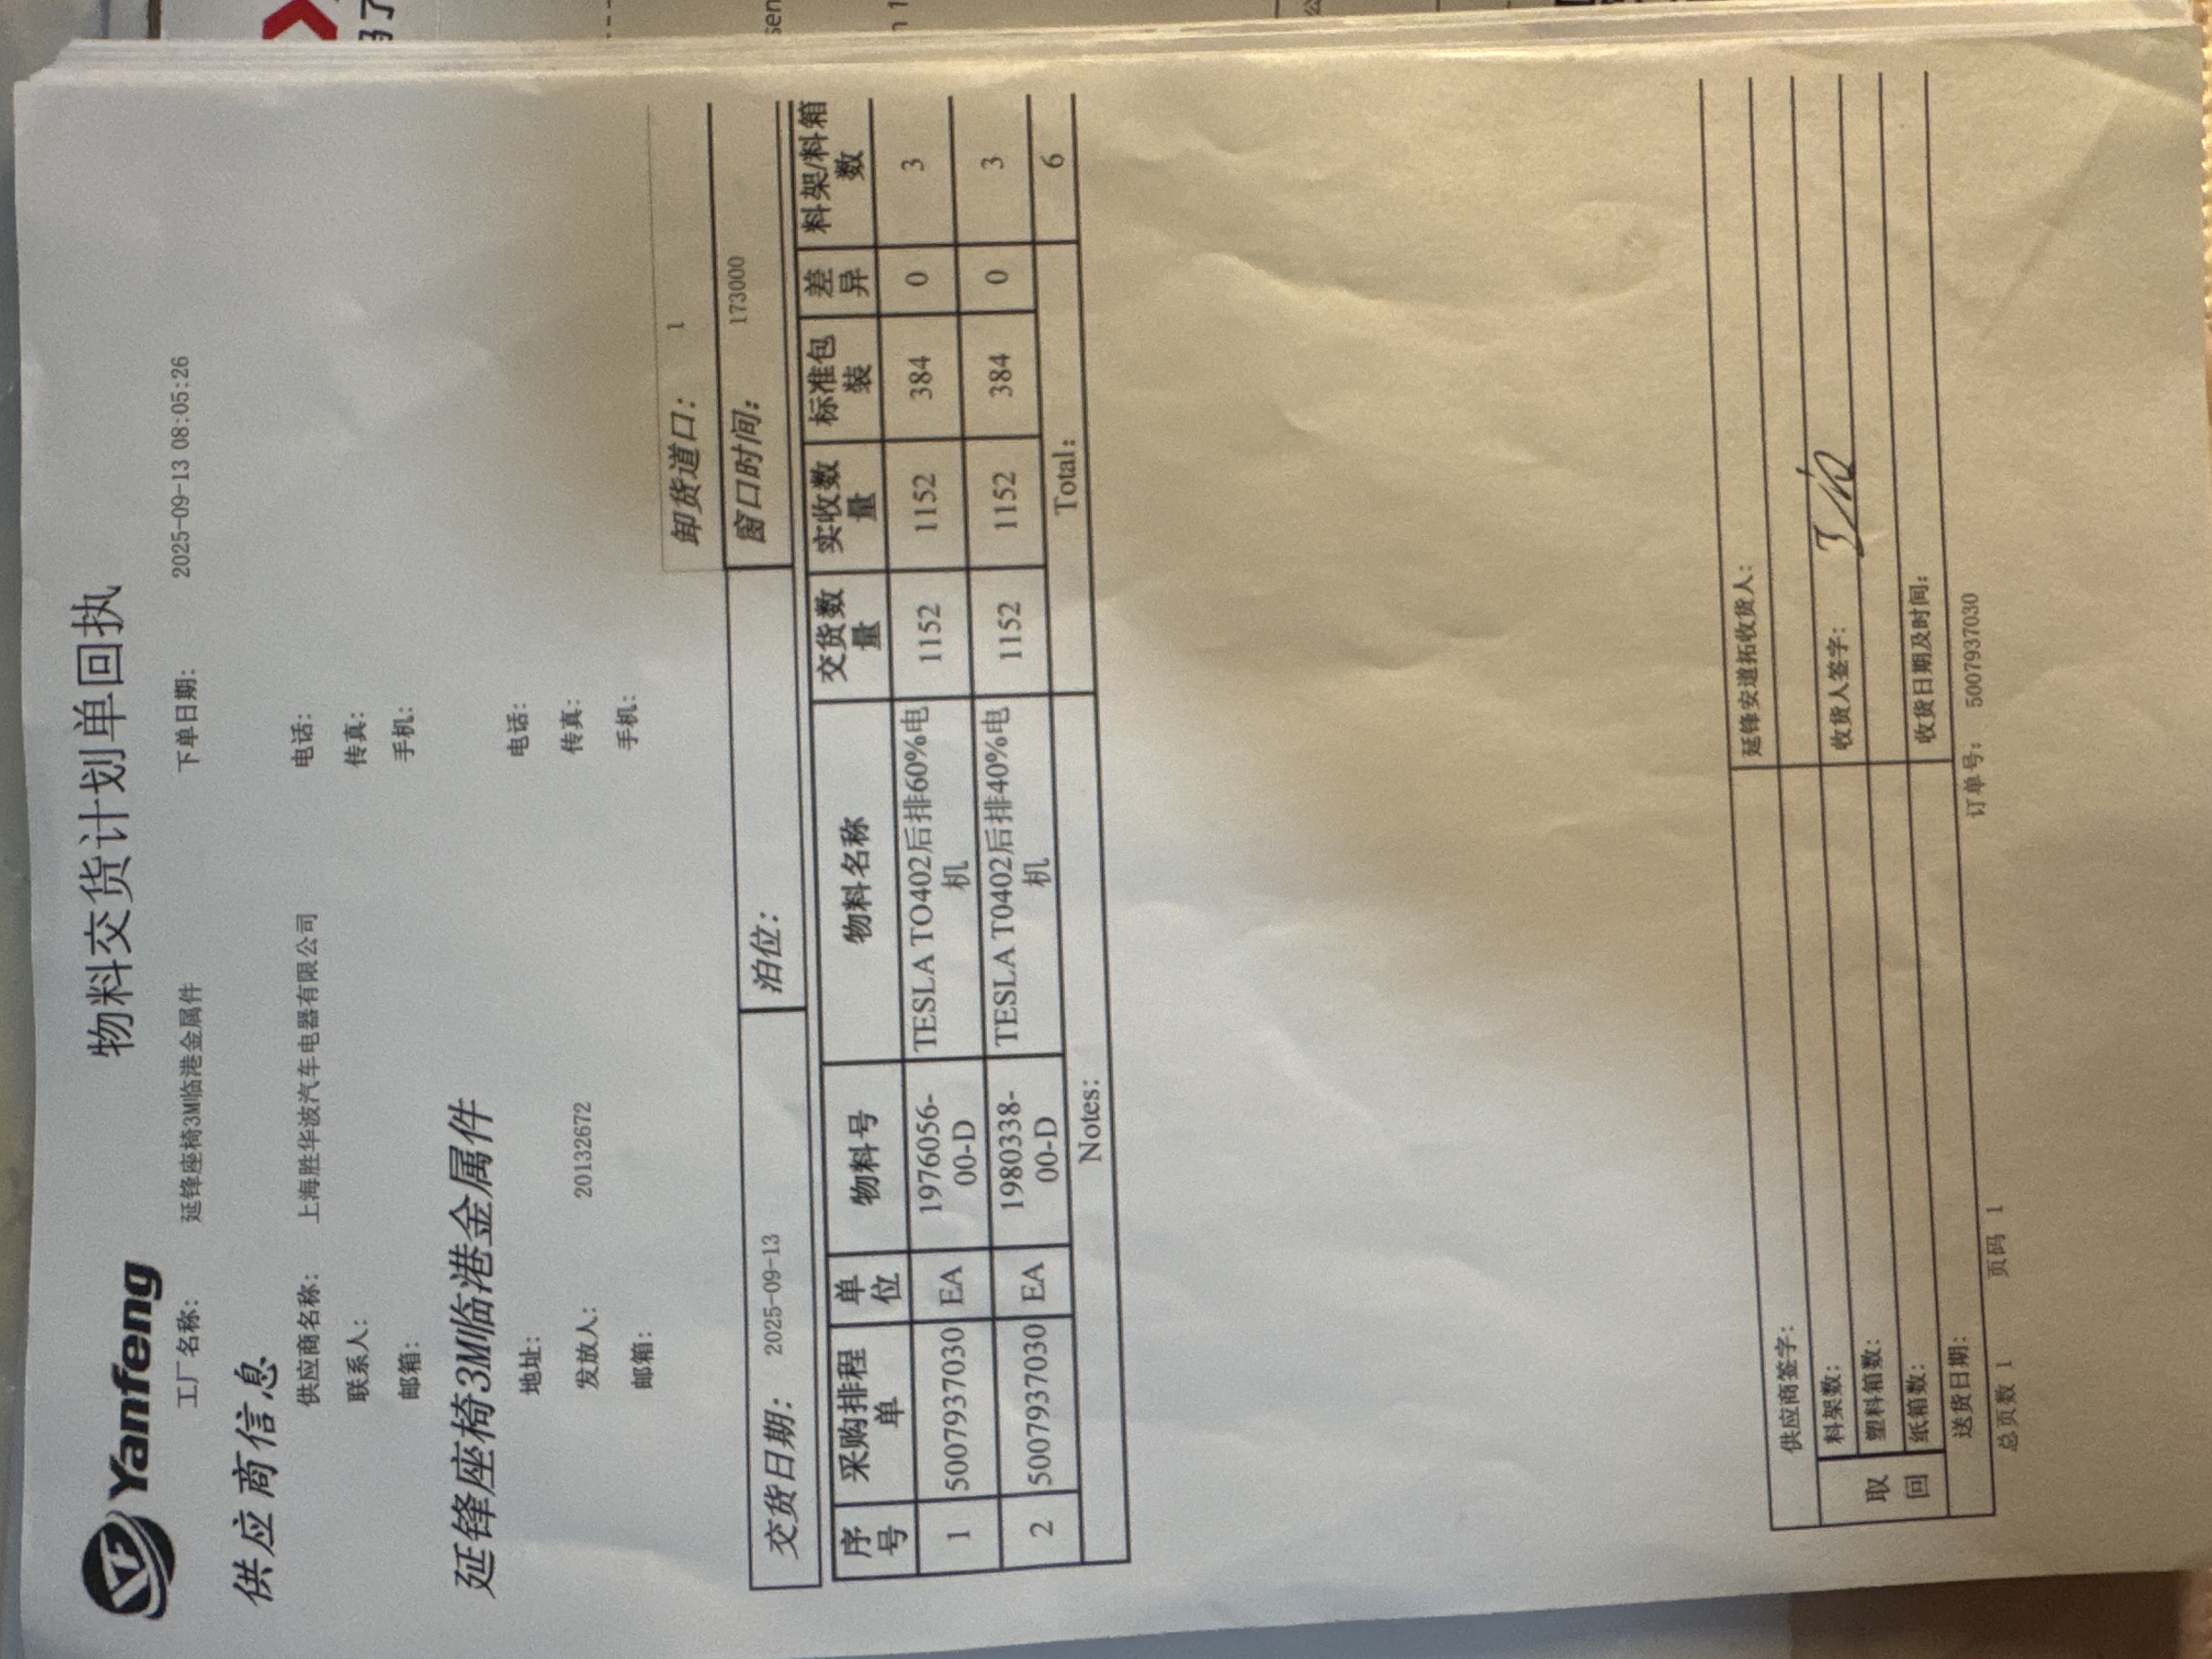 Yanfeng
物料交货计划单回执
工厂名称: 延锋座椅3M临港金属件 下单日期: 2025-09-13 08:05:26
供应商信息
供应商名称: 上海胜华波汽车电器有限公司 电话:
联系人: 传真:
邮箱: 手机:
延锋座椅3M临港金属件
地址: 电话:
发放人: 20132672 传真:
邮箱: 手机:
卸货道口: 1
交货日期: 2025-09-13 泊位: 窗口时间: 173000
序号 采购排程单 单位 物料号 物料名称 交货数量 实收数量 标准包装 差异 料架/料箱数
1 5007937030 EA 1976056-00-D TESLA TO402后排60%电机 1152 1152 384 0 3
2 5007937030 EA 1980338-00-D TESLA T0402后排40%电机 1152 1152 384 0 3
Notes: Total: 6
延锋安道拓收货人:
供应商签字:
料架数: 收货人签字:
取回 塑料箱数:
纸箱数: 收货日期及时间:
送货日期:
总页数 1 页码 1 订单号: 5007937030